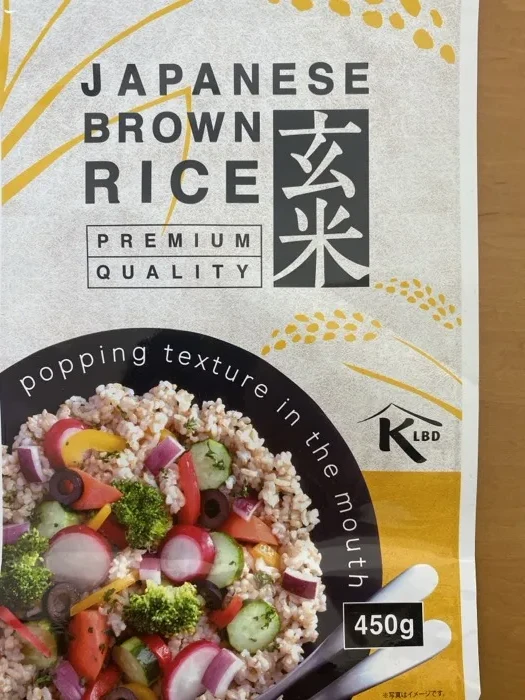 JAPANESE
BROWN
RICE
玄米
PREMIUM
QUALITY
popping texture in the mouth
KLBD
450g
※写真はイメージです。